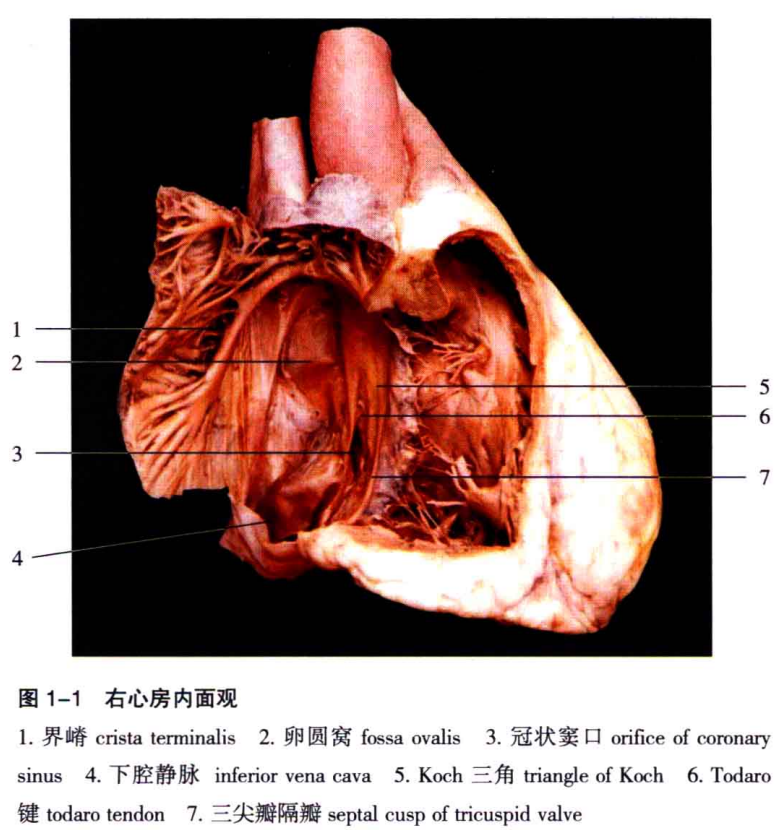 1
2
3
4
5
6
7
图 1-1 右心房内面观
1. 界嵴 crista terminalis 2. 卵圆窝 fossa ovalis 3. 冠状窦口 orifice of coronary
sinus 4. 下腔静脉 inferior vena cava 5. Koch 三角 triangle of Koch 6. Todaro
键 todaro tendon 7. 三尖瓣隔瓣 septal cusp of tricuspid valve